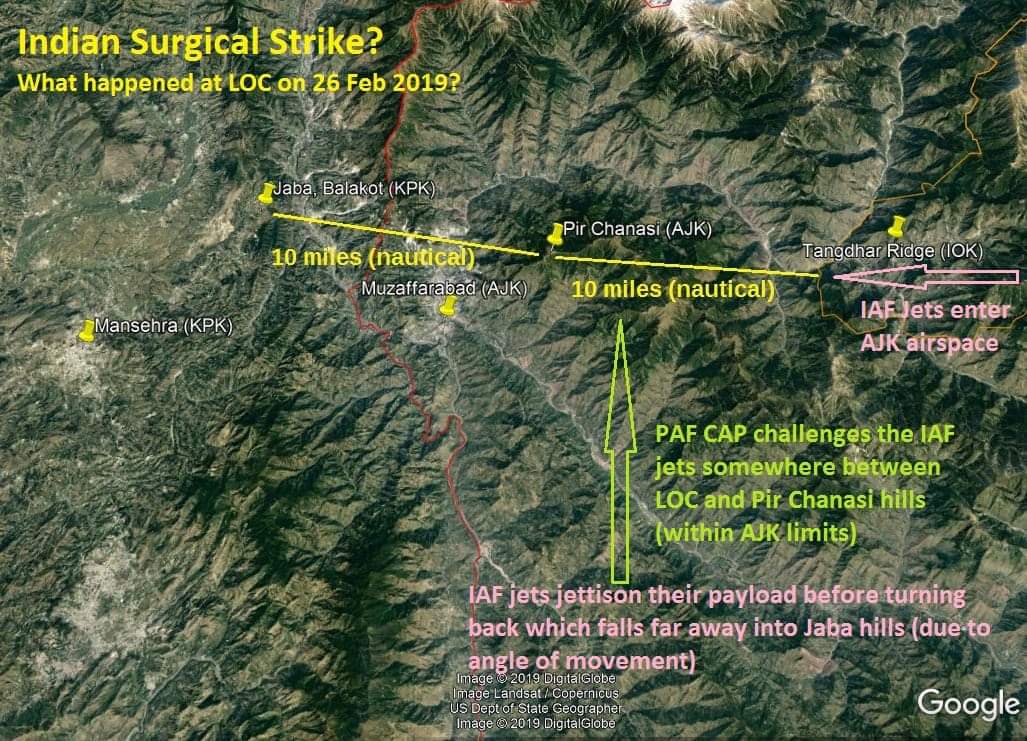 Indian Surgical Strike?
What happened at LOC on 26 Feb 2019?
Jaba, Balakot (KPK)
Pir Chanasi (AJK)
Tangdhar Ridge (IOK)
10 miles (nautical)
Muzaffarabad (AJK)
10 miles (nautical)
IAF Jets enter
AJK airspace
Mansehra (KPK)
PAF CAP challenges the IAF
jets somewhere between
LOC and Pir Chanasi hills
(within AJK limits)
IAF jets jettison their payload before turning
back which falls far away into Jaba hills (due to
angle of movement)
Image © 2019 DigitalGlobe
Image Landsat / Copernicus
US Dept of State Geographer
Image © 2019 DigitalGlobe
Google